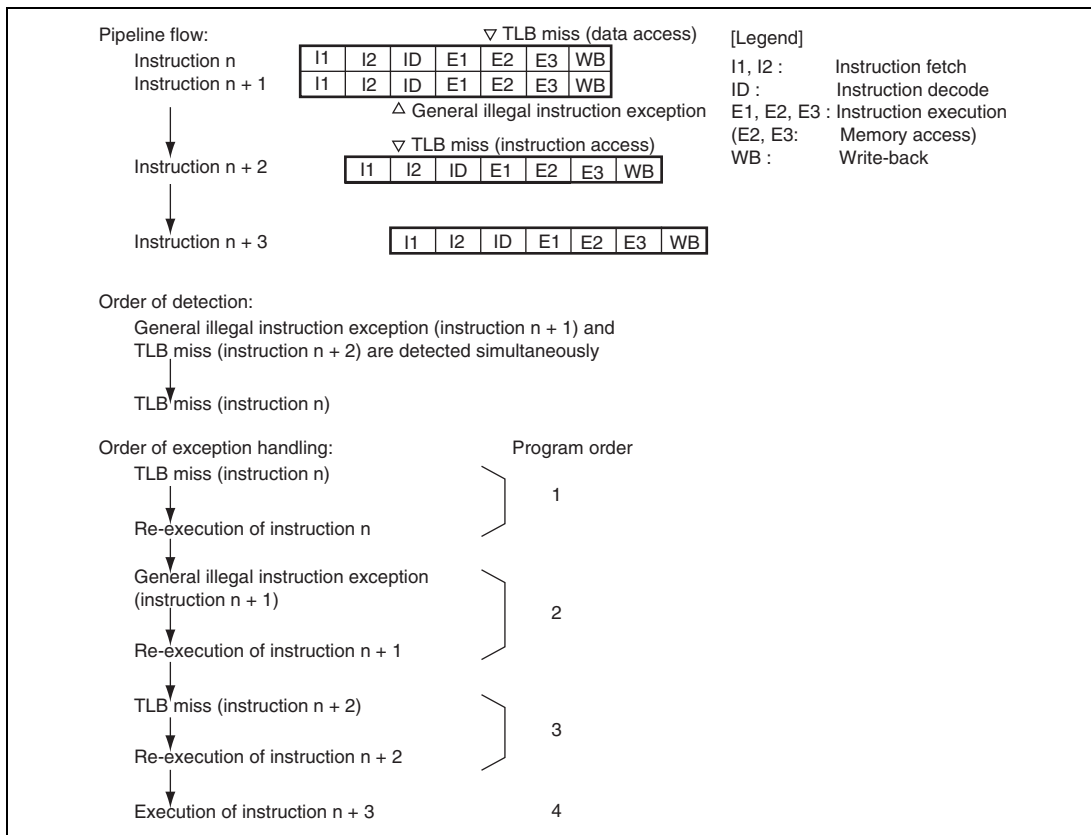 Pipeline flow:
▽ TLB miss (data access)
Instruction n
I1 I2 ID E1 E2 E3 WB
Instruction n + 1
I1 I2 ID E1 E2 E3 WB
△ General illegal instruction exception
▽ TLB miss (instruction access)
Instruction n + 2
I1 I2 ID E1 E2 E3 WB
Instruction n + 3
I1 I2 ID E1 E2 E3 WB
[Legend]
I1, I2 : Instruction fetch
ID : Instruction decode
E1, E2, E3 : Instruction execution
(E2, E3: Memory access)
WB : Write-back
Order of detection:
General illegal instruction exception (instruction n + 1) and
TLB miss (instruction n + 2) are detected simultaneously
TLB miss (instruction n)
Order of exception handling:
Program order
TLB miss (instruction n)
1
Re-execution of instruction n
General illegal instruction exception
(instruction n + 1)
2
Re-execution of instruction n + 1
TLB miss (instruction n + 2)
3
Re-execution of instruction n + 2
Execution of instruction n + 3
4